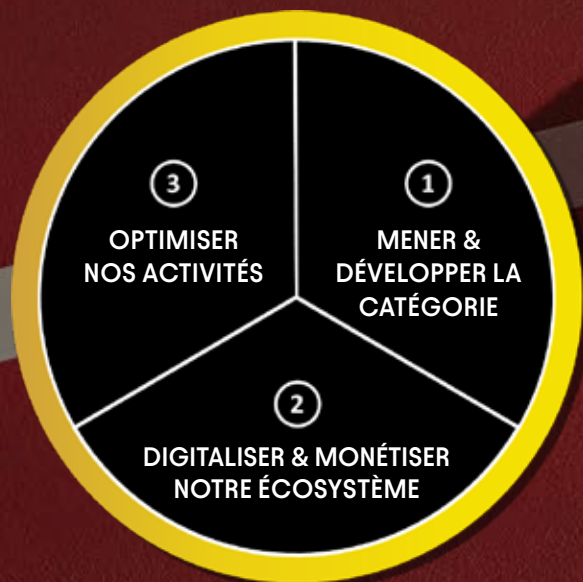 1
MENER &
DÉVELOPPER LA
CATÉGORIE
2
DIGITALISER & MONÉTISER
NOTRE ÉCOSYSTÈME
3
OPTIMISER
NOS ACTIVITÉS